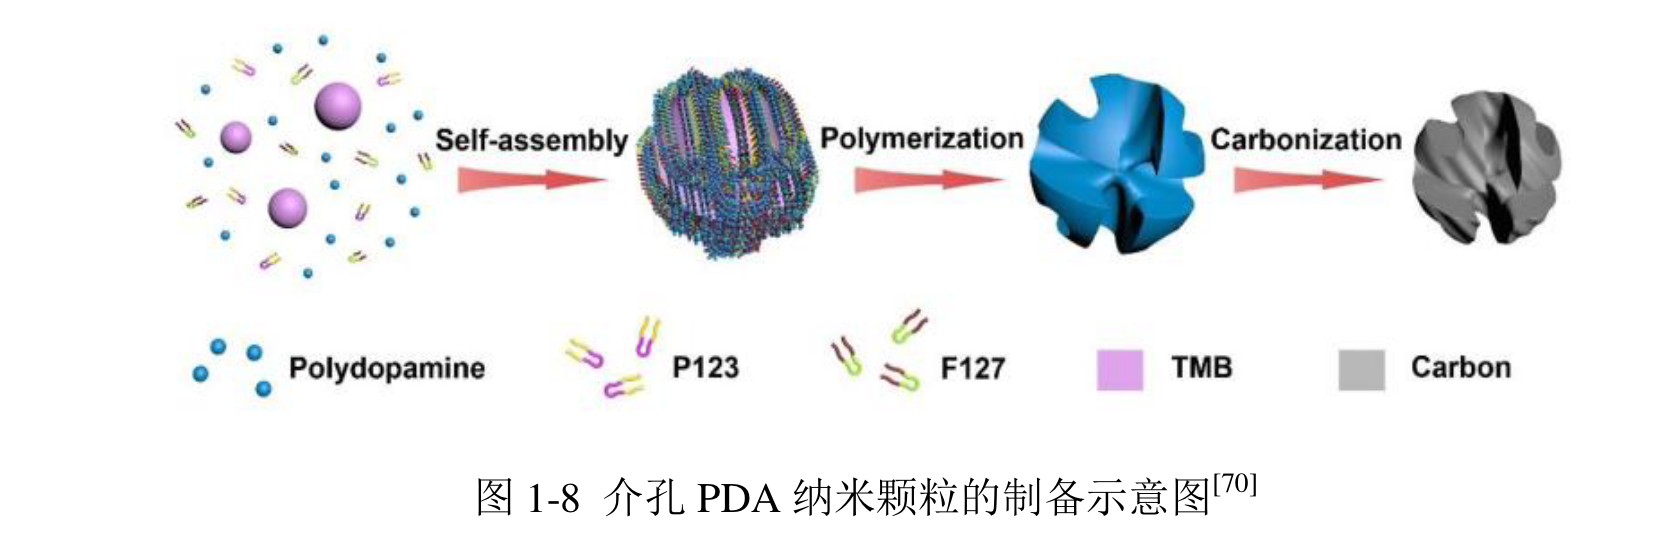 Self-assembly Polymerization Carbonization
Polydopamine P123 F127 TMB Carbon
图 1-8 介孔 PDA 纳米颗粒的制备示意图[70]